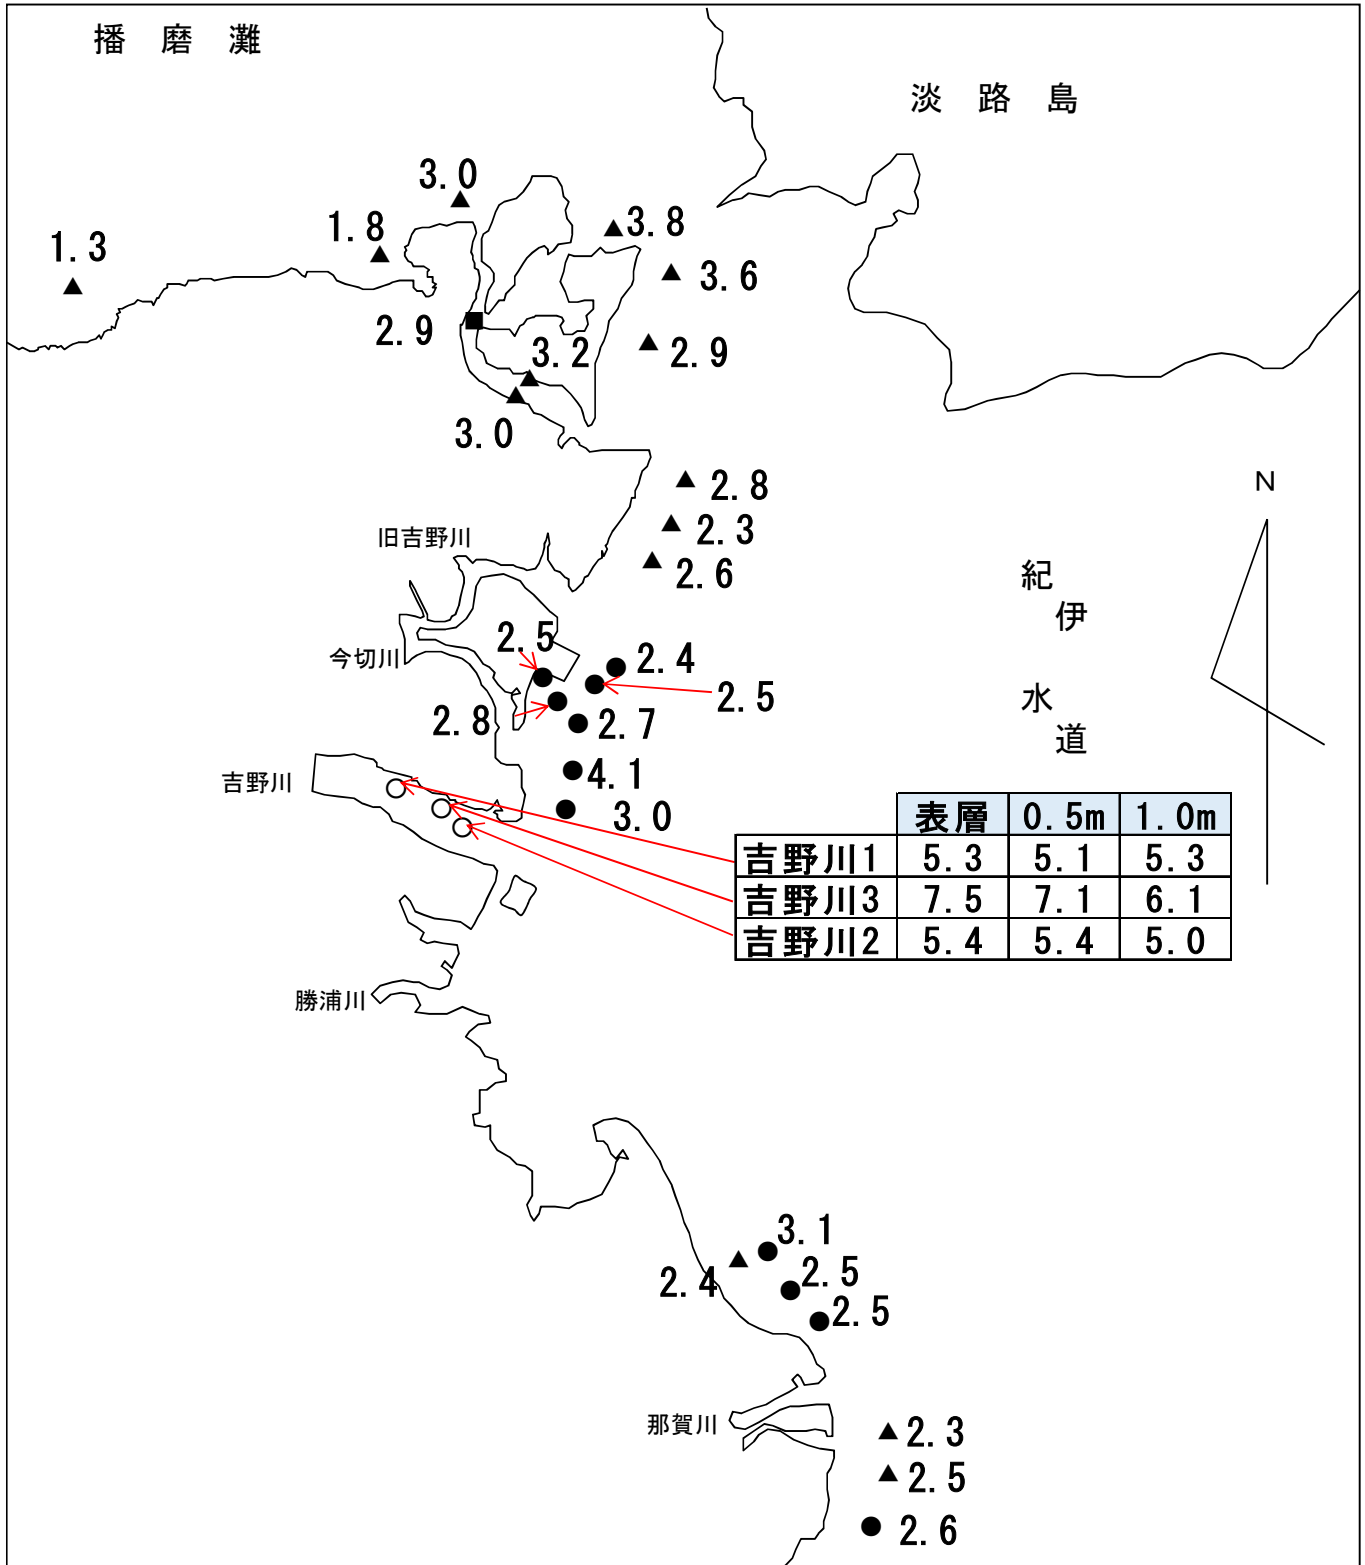 播 磨 灘
淡 路 島
3.0
1.8
3.8
1.3
3.6
2.9
3.2
2.9
3.0
2.8
N
2.3
旧吉野川
2.6
紀
伊
2.5
今切川
2.4
2.5
水
2.8
2.7
道
4.1
吉野川
3.0
表層 0.5m 1.0m
吉野川1 5.3 5.1 5.3
吉野川3 7.5 7.1 6.1
吉野川2 5.4 5.4 5.0
勝浦川
3.1
2.4
2.5
2.5
那賀川
2.3
2.5
2.6